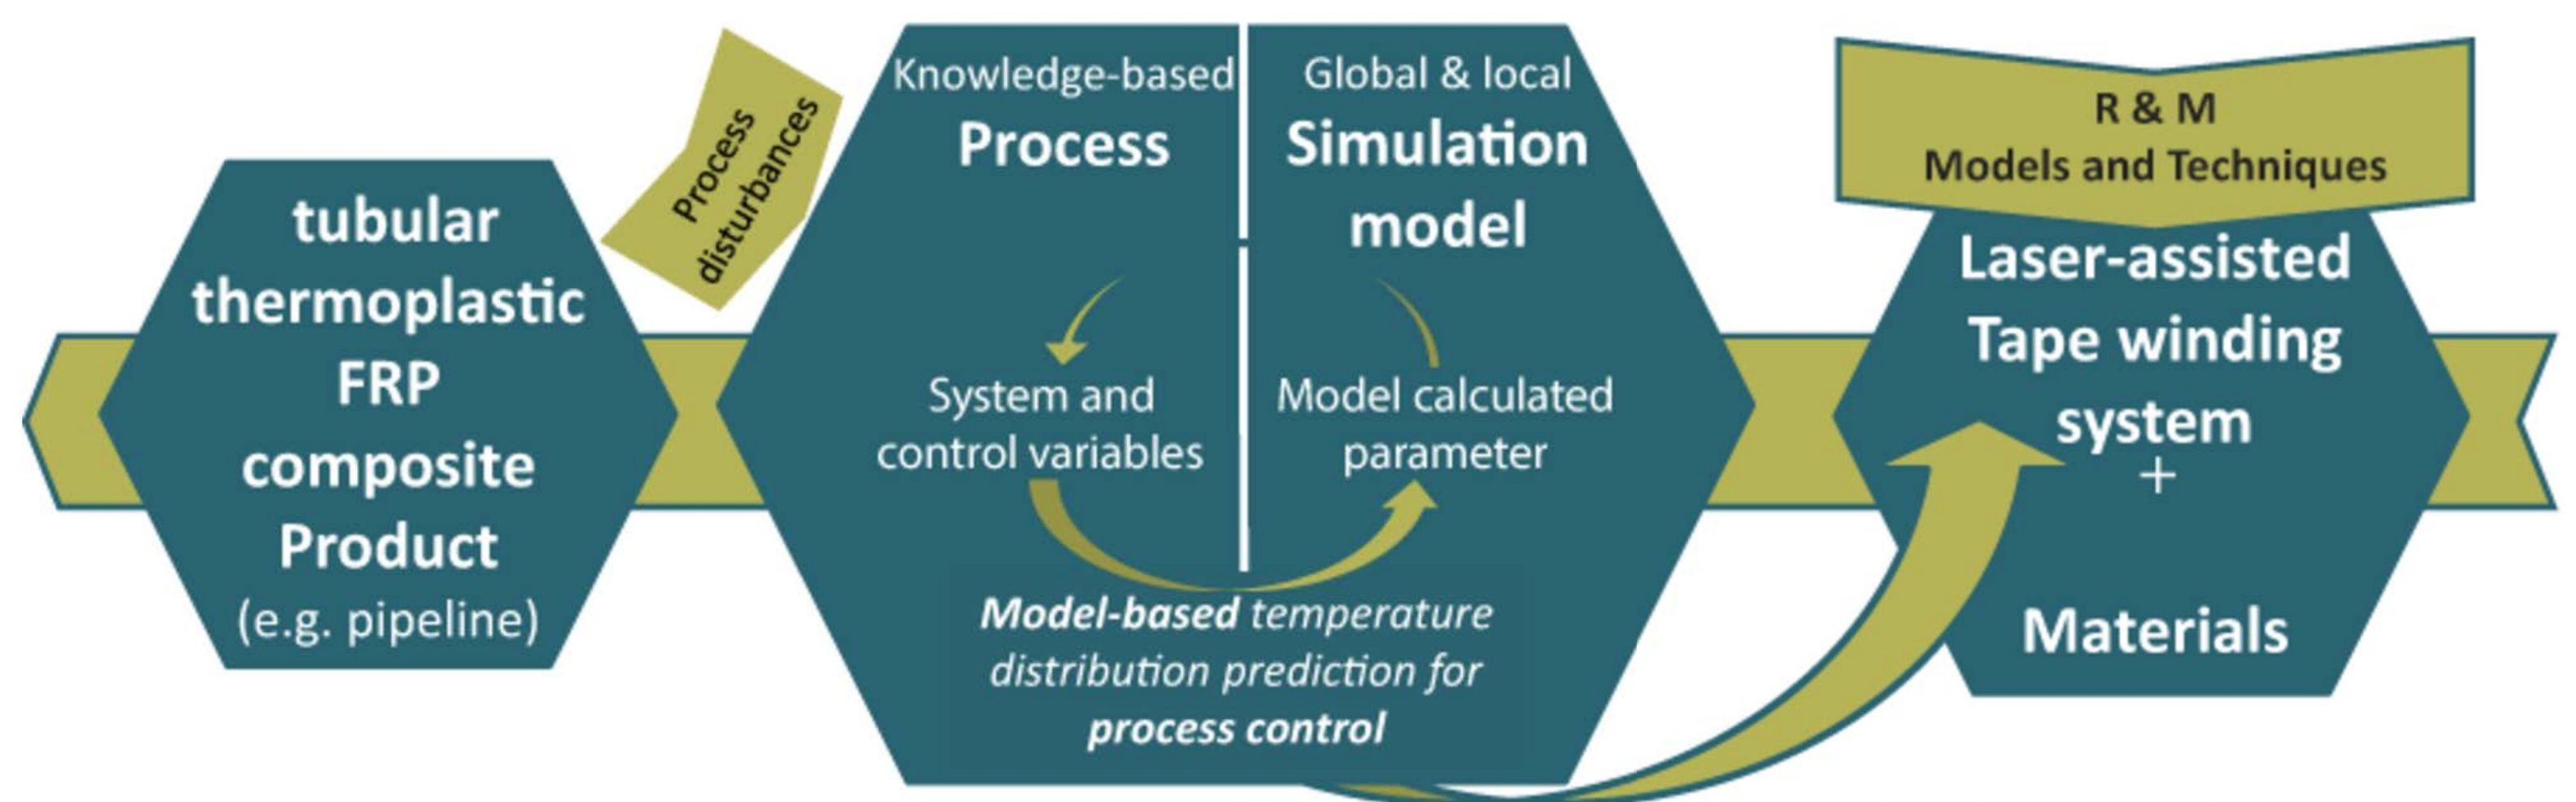 tubular
thermoplastic
FRP
composite
Product
(e.g. pipeline)
Process
disturbances
Knowledge-based
Process
System and
control variables
Global & local
Simulation
model
Model calculated
parameter
Model-based temperature
distribution prediction for
process control
R & M
Models and Techniques
Laser-assisted
Tape winding
system
+
Materials